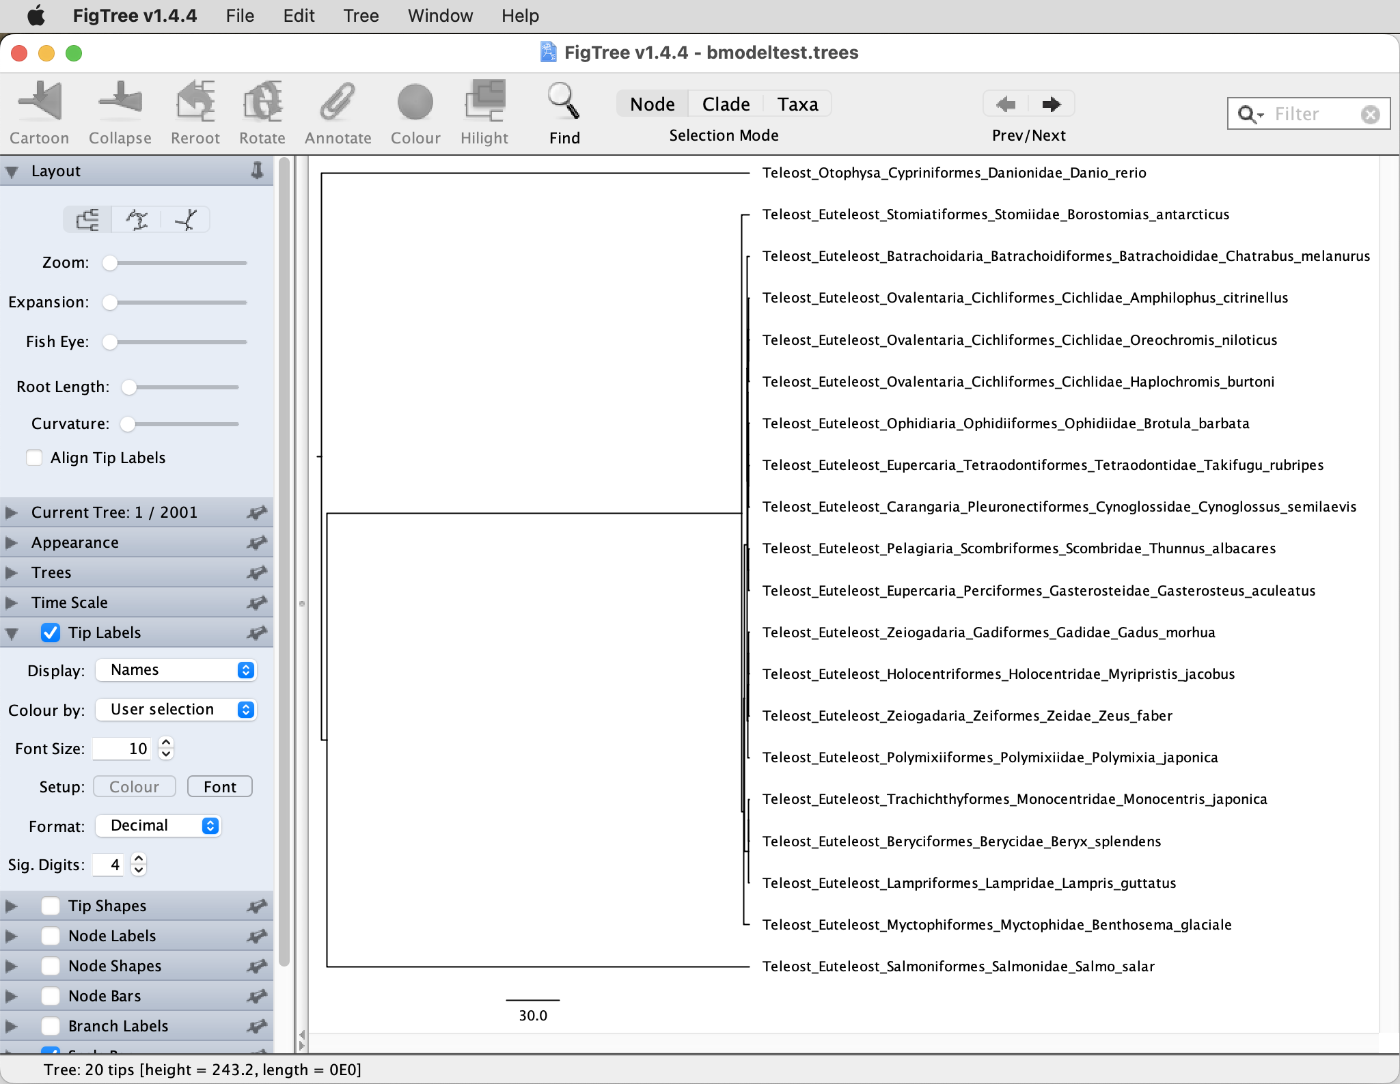 FigTree v1.4.4 File Edit Tree Window Help
FigTree v1.4.4 - bmodeltest.trees
Cartoon Collapse Reroot Rotate Annotate Colour Hilight Find
Node Clade Taxa
Selection Mode
Prev/Next
Filter
Layout
Zoom:
Expansion:
Fish Eye:
Root Length:
Curvature:
Align Tip Labels
Current Tree: 1 / 2001
Appearance
Trees
Time Scale
Tip Labels
Display: Names
Colour by: User selection
Font Size: 10
Setup: Colour Font
Format: Decimal
Sig. Digits: 4
Tip Shapes
Node Labels
Node Shapes
Node Bars
Branch Labels
Teleost_Otophysa_Cypriniformes_Danionidae_Danio_rerio
Teleost_Euteleost_Stomiatiformes_Stomiidae_Borostomias_antarcticus
Teleost_Euteleost_Batrachoidaria_Batrachoidiformes_Batrachoididae_Chatrabus_melanurus
Teleost_Euteleost_Ovalentaria_Cichliformes_Cichlidae_Amphilophus_citrinellus
Teleost_Euteleost_Ovalentaria_Cichliformes_Cichlidae_Oreochromis_niloticus
Teleost_Euteleost_Ovalentaria_Cichliformes_Cichlidae_Haplochromis_burtoni
Teleost_Euteleost_Ophidiaria_Ophidiiformes_Ophidiidae_Brotula_barbata
Teleost_Euteleost_Eupercaria_Tetraodontiformes_Tetraodontidae_Takifugu_rubripes
Teleost_Euteleost_Carangaria_Pleuronectiformes_Cynoglossidae_Cynoglossus_semilaevis
Teleost_Euteleost_Pelagiaria_Scombriformes_Scombridae_Thunnus_albacares
Teleost_Euteleost_Eupercaria_Perciformes_Gasterosteidae_Gasterosteus_aculeatus
Teleost_Euteleost_Zeiogadaria_Gadiformes_Gadidae_Gadus_morhua
Teleost_Euteleost_Holocentriformes_Holocentridae_Myripristis_jacobus
Teleost_Euteleost_Zeiogadaria_Zeiformes_Zeidae_Zeus_faber
Teleost_Euteleost_Polymixiiformes_Polymixiidae_Polymixia_japonica
Teleost_Euteleost_Trachichthyformes_Monocentridae_Monocentris_japonica
Teleost_Euteleost_Beryciformes_Berycidae_Beryx_splendens
Teleost_Euteleost_Lampriformes_Lampridae_Lampris_guttatus
Teleost_Euteleost_Myctophiformes_Myctophidae_Benthosema_glaciale
Teleost_Euteleost_Salmoniformes_Salmonidae_Salmo_salar
30.0
Tree: 20 tips [height = 243.2, length = 0E0]